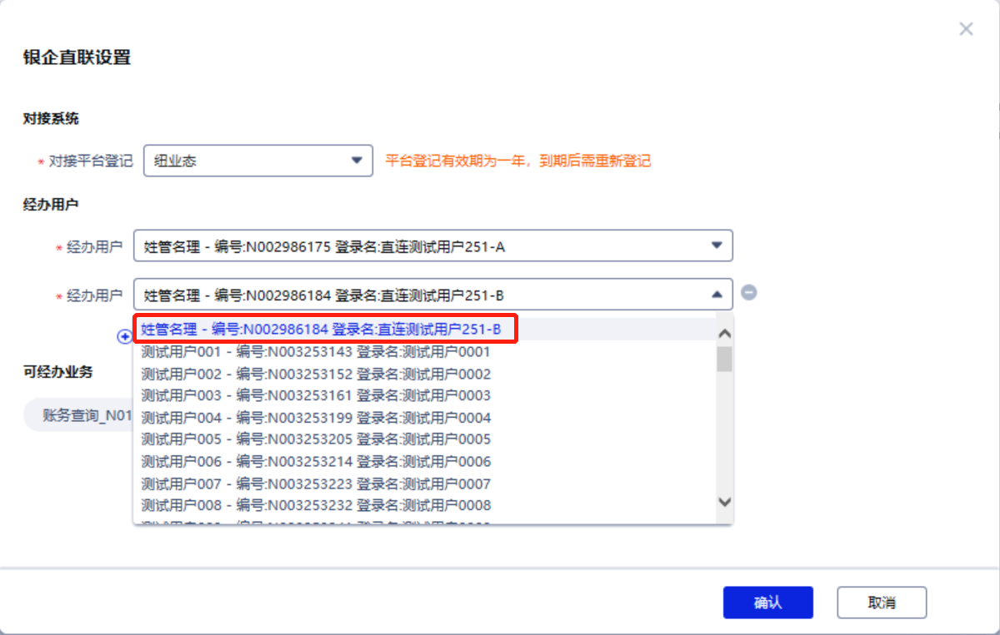 银企直联设置
对接系统
* 对接平台登记 纽业态 平台登记有效期为一年，到期后需重新登记
经办用户
* 经办用户 姓管名理 - 编号:N002986175 登录名:直连测试用户251-A
* 经办用户 姓管名理 - 编号:N002986184 登录名:直连测试用户251-B
姓管名理 - 编号:N002986184 登录名:直连测试用户251-B
测试用户001 - 编号:N003253143 登录名:测试用户0001
测试用户002 - 编号:N003253152 登录名:测试用户0002
测试用户003 - 编号:N003253161 登录名:测试用户0003
测试用户004 - 编号:N003253199 登录名:测试用户0004
测试用户005 - 编号:N003253205 登录名:测试用户0005
测试用户006 - 编号:N003253214 登录名:测试用户0006
测试用户007 - 编号:N003253223 登录名:测试用户0007
测试用户008 - 编号:N003253232 登录名:测试用户0008
可经办业务
账务查询_N01
确认 取消